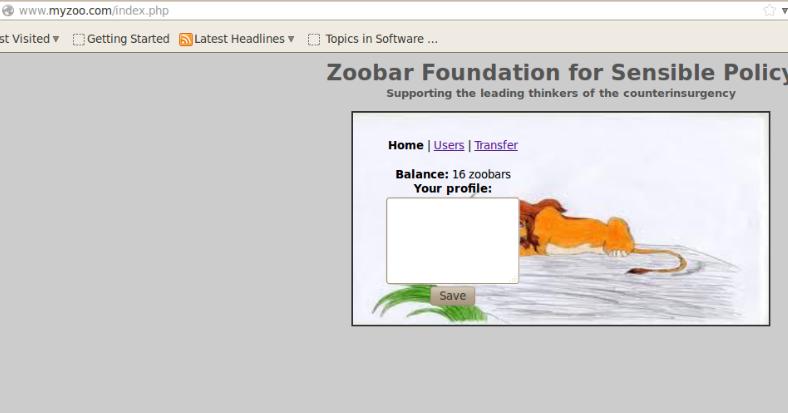 www.myzoo.com/index.php
st Visited Getting Started Latest Headlines Topics in Software ...
Zoobar Foundation for Sensible Policy
Supporting the leading thinkers of the counterinsurgency
Home | Users | Transfer
Balance: 16 zoobars
Your profile:
Save